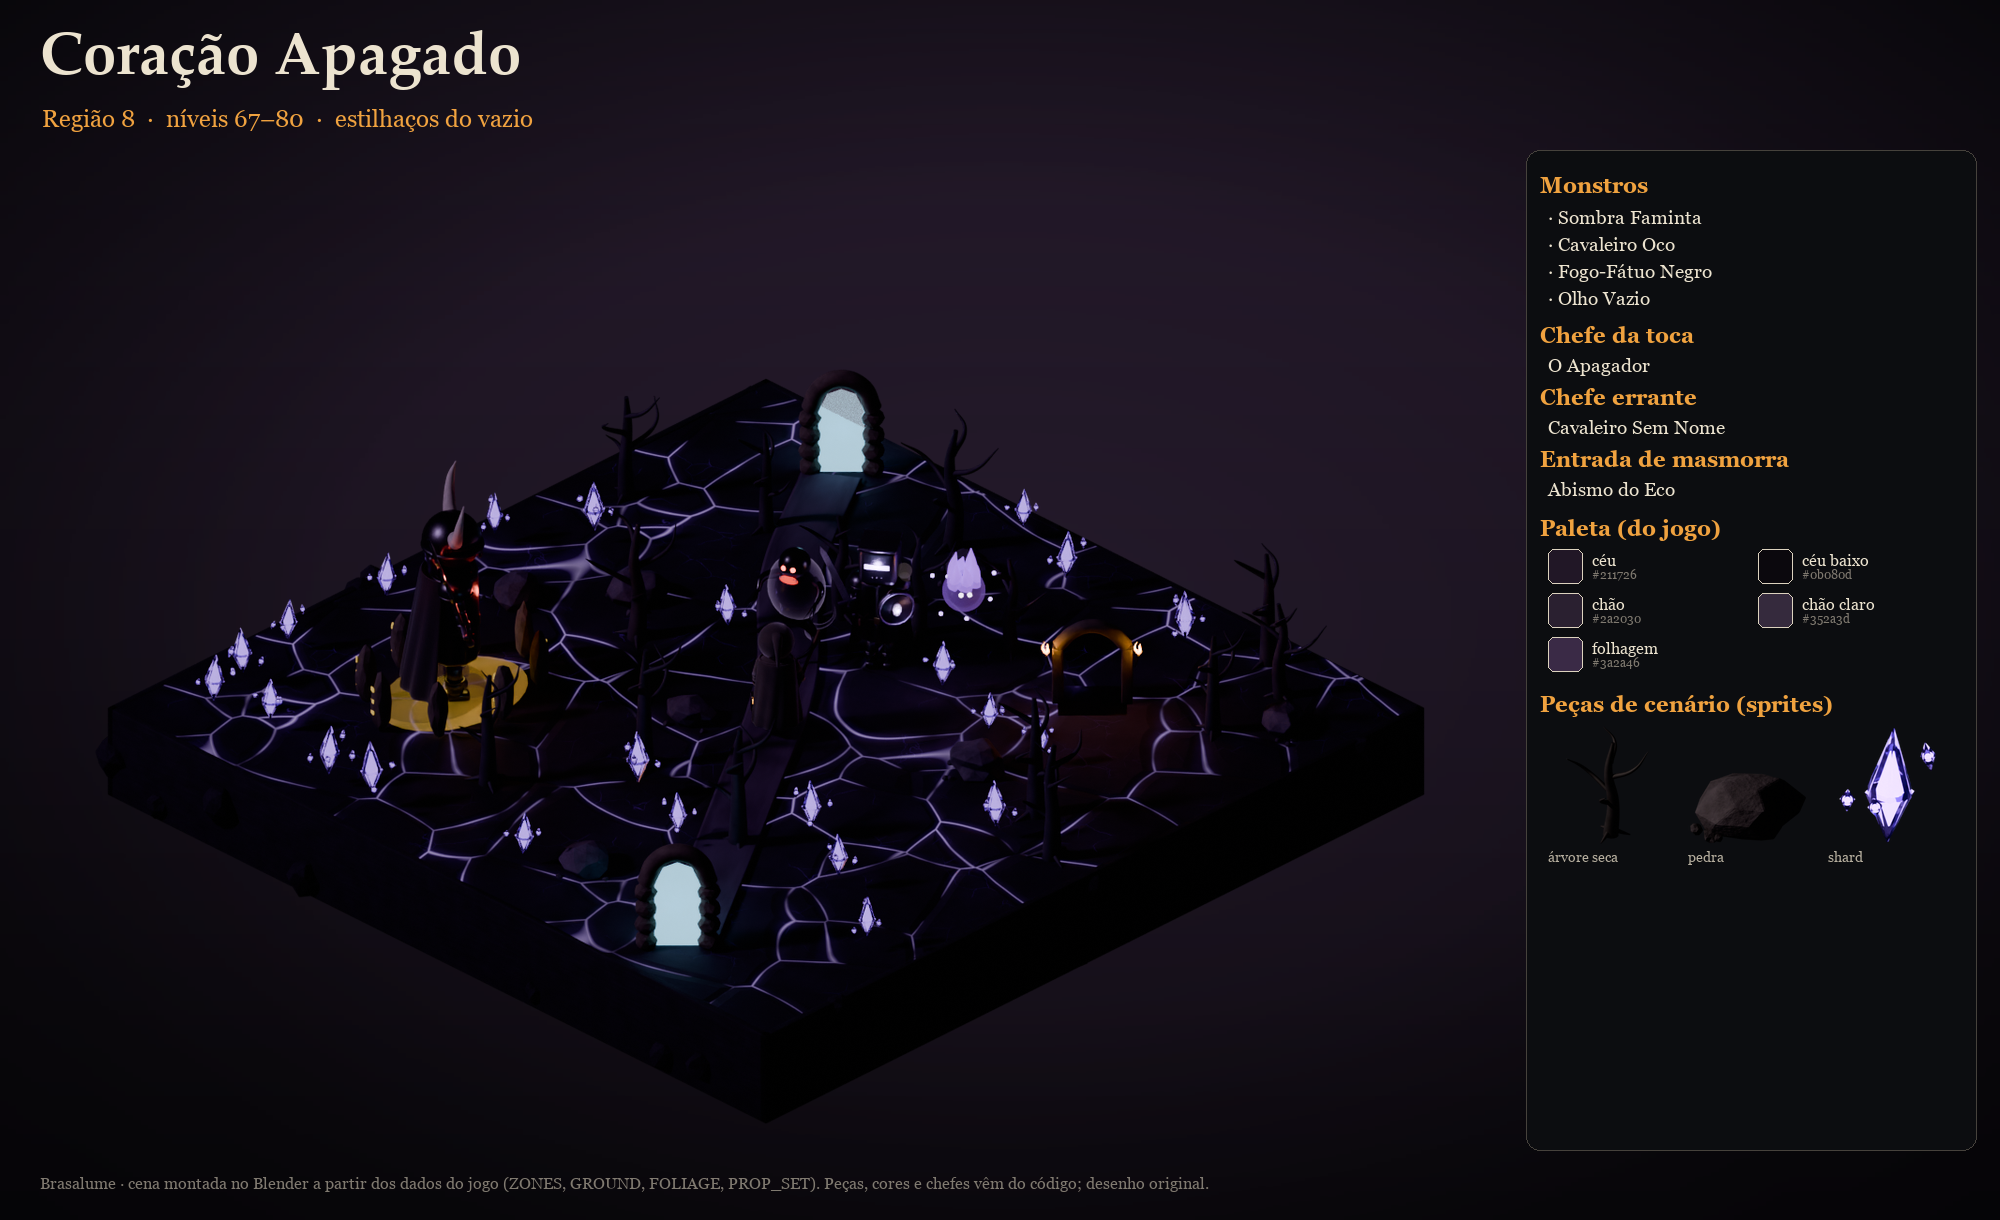 Coração Apagado
Região 8 · níveis 67–80 · estilhaços do vazio
Monstros
· Sombra Faminta
· Cavaleiro Oco
· Fogo-Fátuo Negro
· Olho Vazio
Chefe da toca
O Apagador
Chefe errante
Cavaleiro Sem Nome
Entrada de masmorra
Abismo do Eco
Paleta (do jogo)
céu
#211726
céu baixo
#0b080d
chão
#2a2030
chão claro
#352a3d
folhagem
#3a2a46
Peças de cenário (sprites)
árvore seca
pedra
shard
Brasalume · cena montada no Blender a partir dos dados do jogo (ZONES, GROUND, FOLIAGE, PROP_SET). Peças, cores e chefes vêm do código; desenho original.